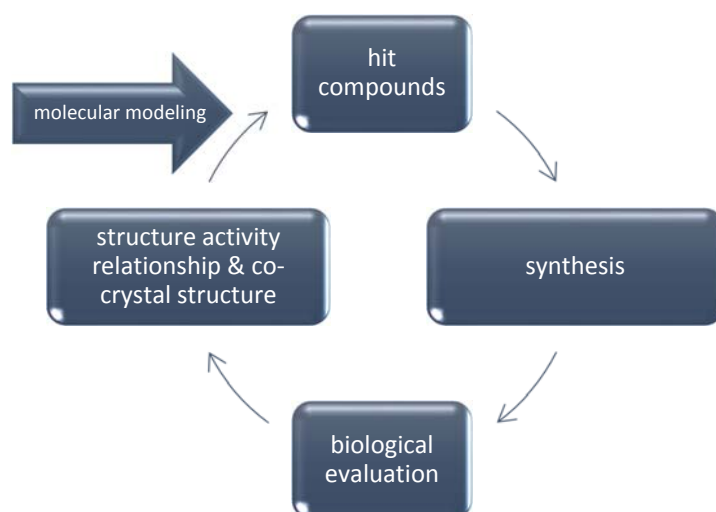 hit
compounds
molecular modeling
structure activity
relationship & co-
crystal structure
synthesis
biological
evaluation